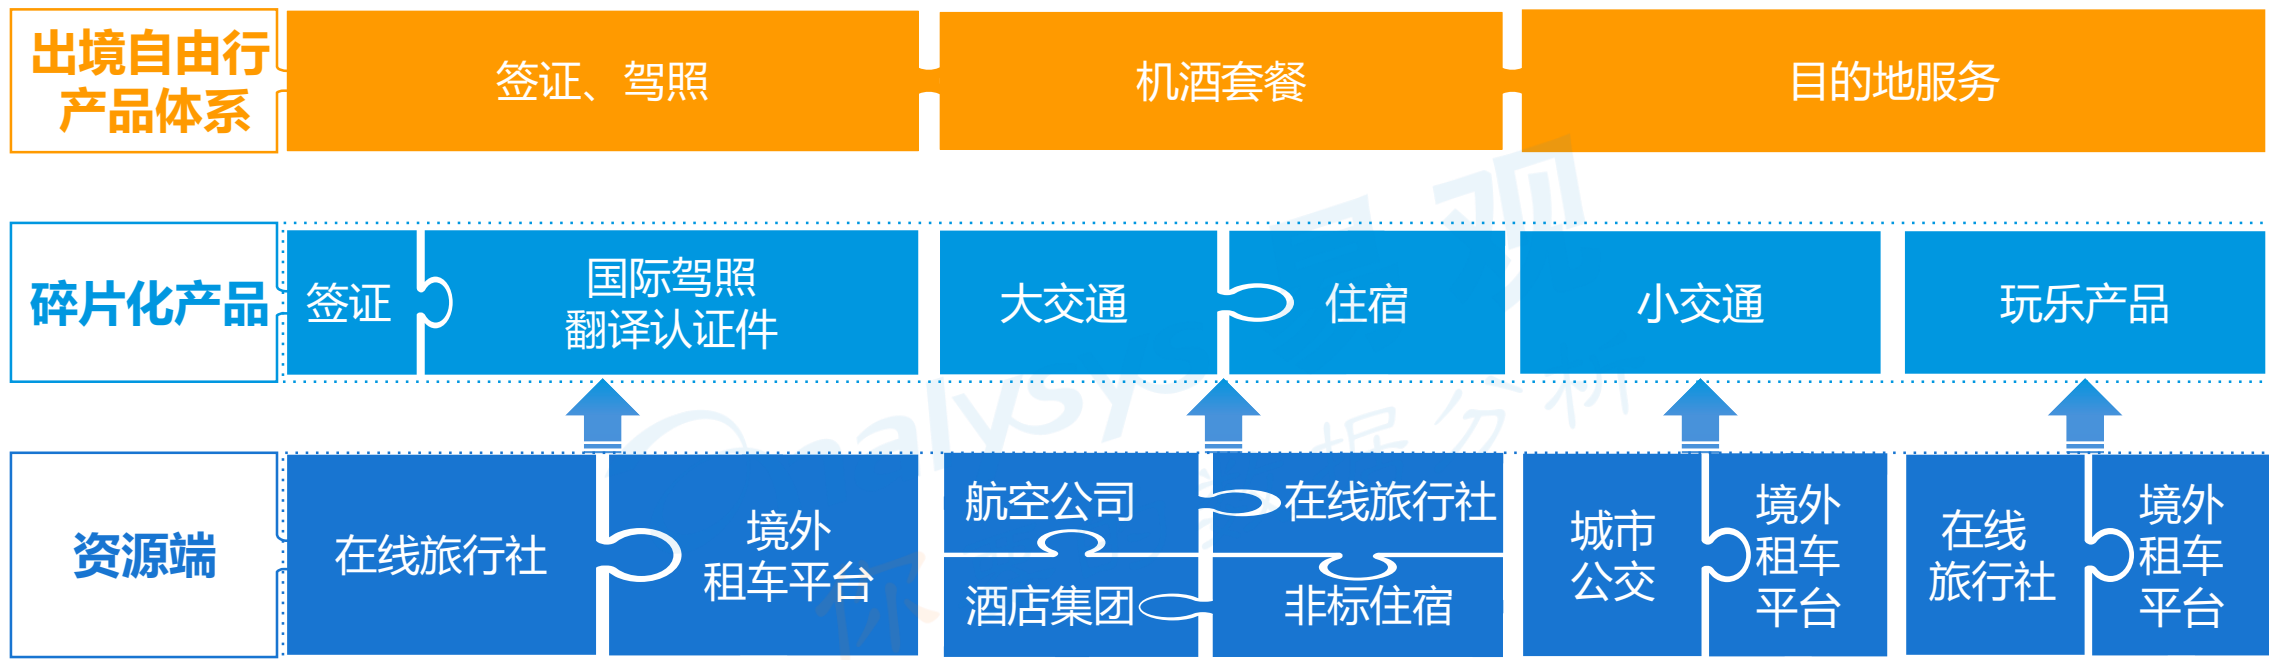 出境自由行
产品体系
签证、驾照
机酒套餐
目的地服务
碎片化产品
签证
国际驾照
翻译认证件
大交通
住宿
小交通
玩乐产品
资源端
在线旅行社
境外
租车平台
航空公司
在线旅行社
酒店集团
非标住宿
城市
公交
境外
租车
平台
在线
旅行社
境外
租车
平台